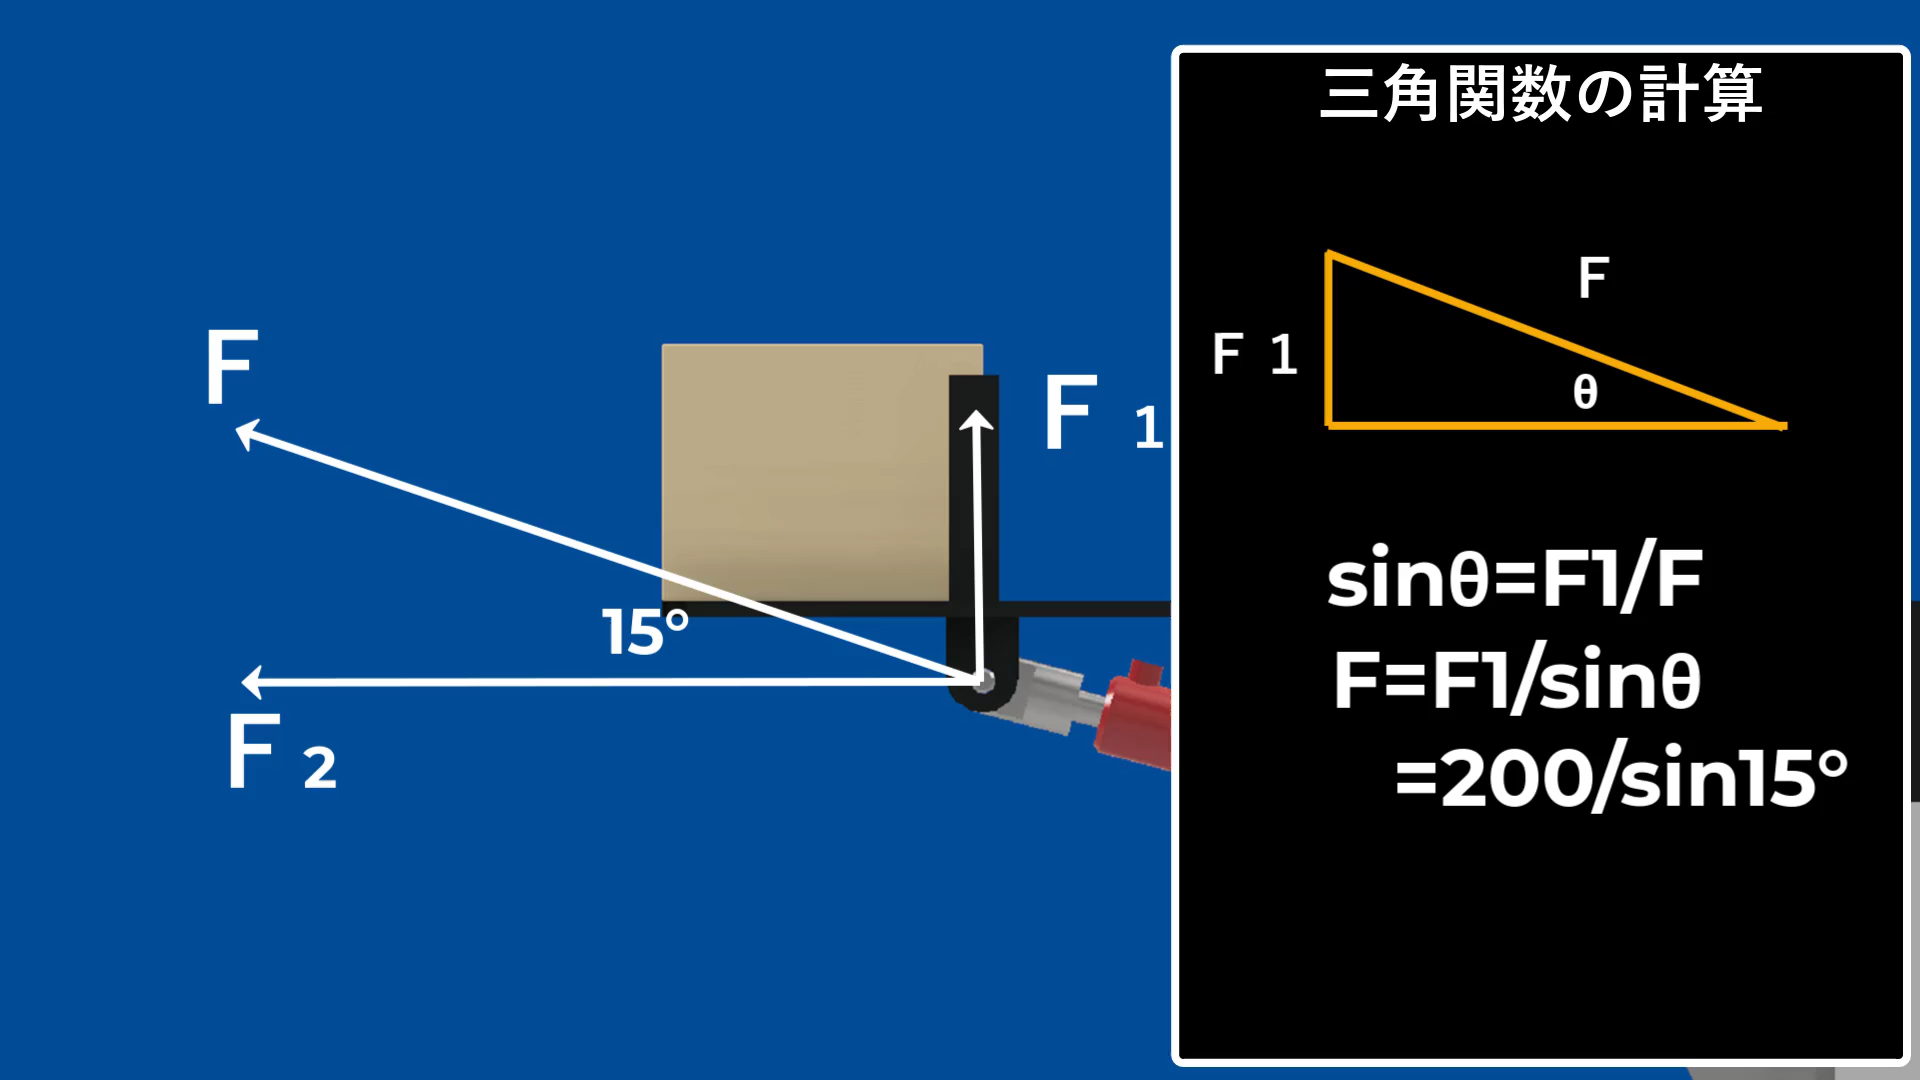 F
F 1
15°
F 2
三角関数の計算
F
F 1
θ
sinθ=F1/F
F=F1/sinθ
=200/sin15°